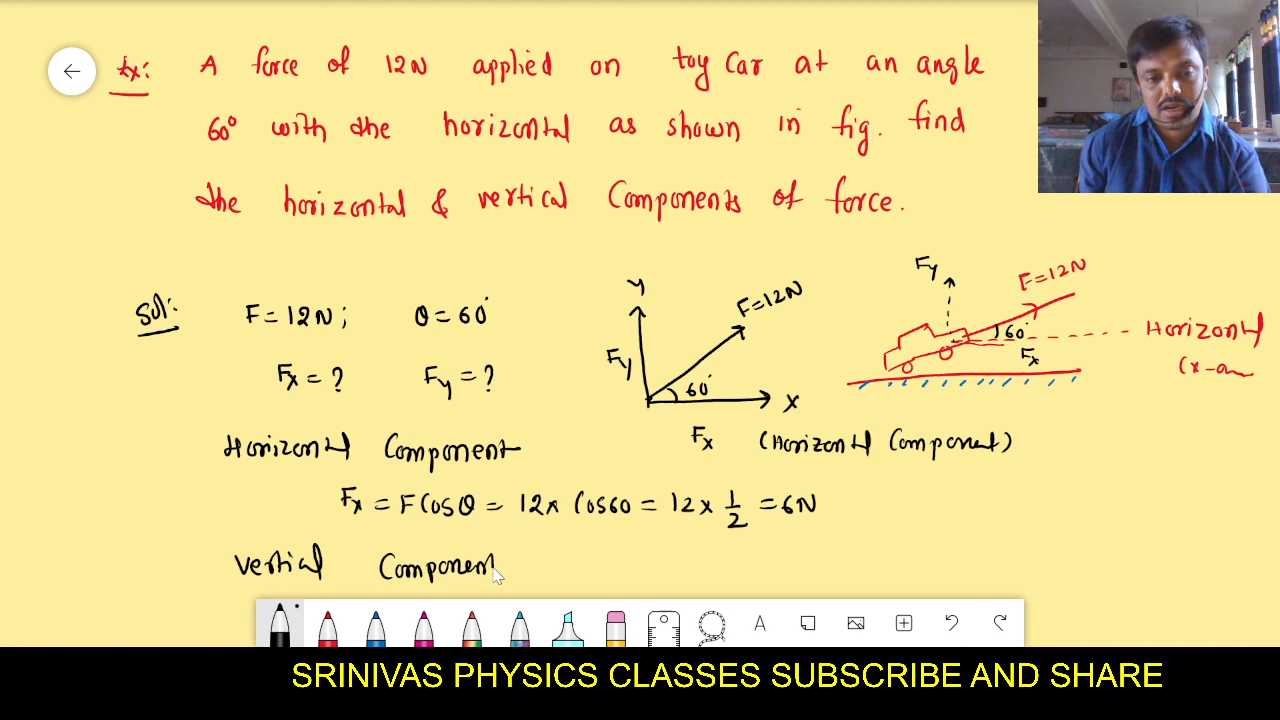 Ex: A force of 12N applied on toy Car at an angle
60° with the horizontal as shown in fig. find
the horizontal & vertical Components of force.
Sol: F = 12N ; θ = 60°
Fx = ? Fy = ?
Y
F=12N
Fy
60°
X
Fx (Horizontal Component)
Fy
F=12N
60°
Fx
Horizontal
Horizontal Component
Fx = F Cosθ = 12 × Cos60 = 12 × 1/2 = 6N
Vertical Component
A
SRINIVAS PHYSICS CLASSES SUBSCRIBE AND SHARE